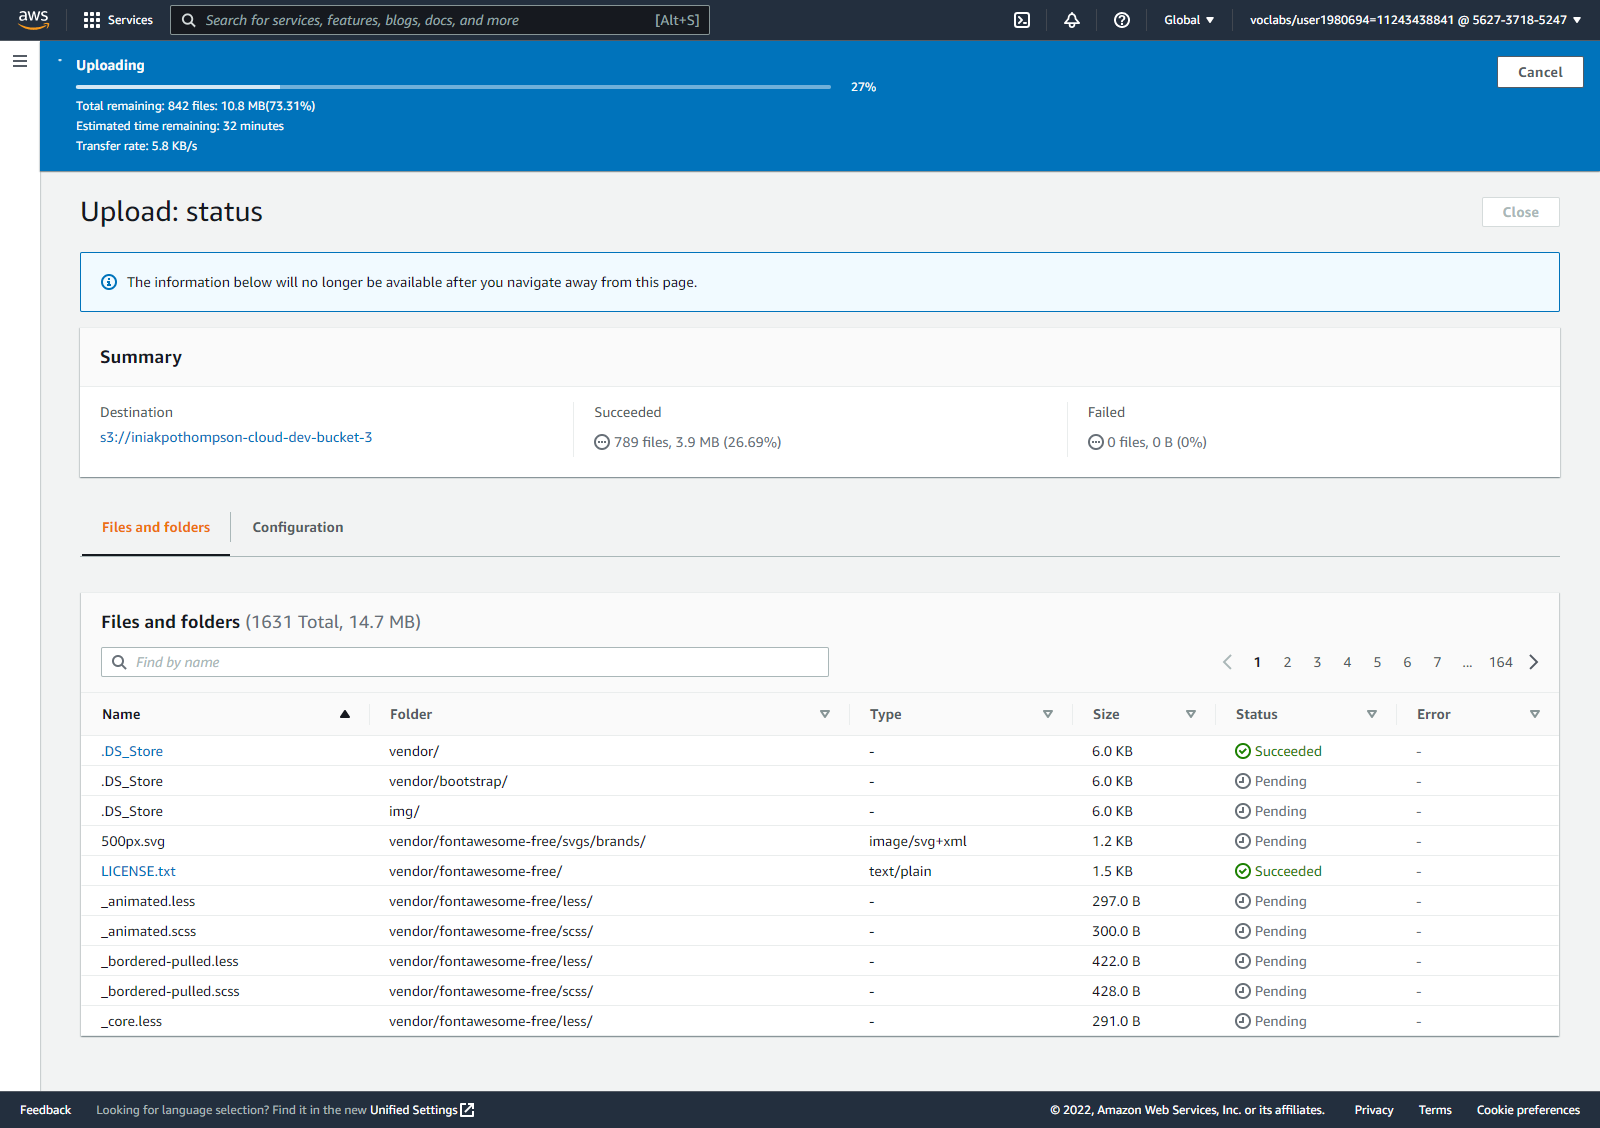 aws Services Search for services, features, blogs, docs, and more [Alt+S] Global voclabs/user1980694=11243438841 @ 5627-3718-5247
Uploading
27%
Cancel
Total remaining: 842 files: 10.8 MB(73.31%)
Estimated time remaining: 32 minutes
Transfer rate: 5.8 KB/s
Upload: status
Close
The information below will no longer be available after you navigate away from this page.
Summary
Destination
s3://iniakpothompson-cloud-dev-bucket-3
Succeeded
789 files, 3.9 MB (26.69%)
Failed
0 files, 0 B (0%)
Files and folders Configuration
Files and folders (1631 Total, 14.7 MB)
Find by name 1 2 3 4 5 6 7 ... 164
Name Folder Type Size Status Error
.DS_Store vendor/ - 6.0 KB Succeeded -
.DS_Store vendor/bootstrap/ - 6.0 KB Pending -
.DS_Store img/ - 6.0 KB Pending -
500px.svg vendor/fontawesome-free/svgs/brands/ image/svg+xml 1.2 KB Pending -
LICENSE.txt vendor/fontawesome-free/ text/plain 1.5 KB Succeeded -
_animated.less vendor/fontawesome-free/less/ - 297.0 B Pending -
_animated.scss vendor/fontawesome-free/scss/ - 300.0 B Pending -
_bordered-pulled.less vendor/fontawesome-free/less/ - 422.0 B Pending -
_bordered-pulled.scss vendor/fontawesome-free/scss/ - 428.0 B Pending -
_core.less vendor/fontawesome-free/less/ - 291.0 B Pending -
Feedback Looking for language selection? Find it in the new Unified Settings © 2022, Amazon Web Services, Inc. or its affiliates. Privacy Terms Cookie preferences